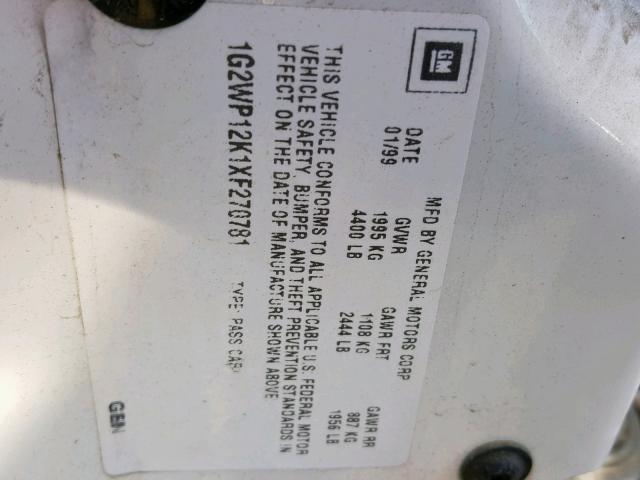 GM
MFD BY GENERAL MOTORS CORP
DATE GVWR GAWR FRT GAWR RR
01/99 1995 KG 1108 KG 887 KG
4400 LB 2444 LB 1956 LB
THIS VEHICLE CONFORMS TO ALL APPLICABLE U.S. FEDERAL MOTOR
VEHICLE SAFETY, BUMPER, AND THEFT PREVENTION STANDARDS IN
EFFECT ON THE DATE OF MANUFACTURE SHOWN ABOVE
1G2WP12K1XF270781 TYPE: PASS CAR
GEN